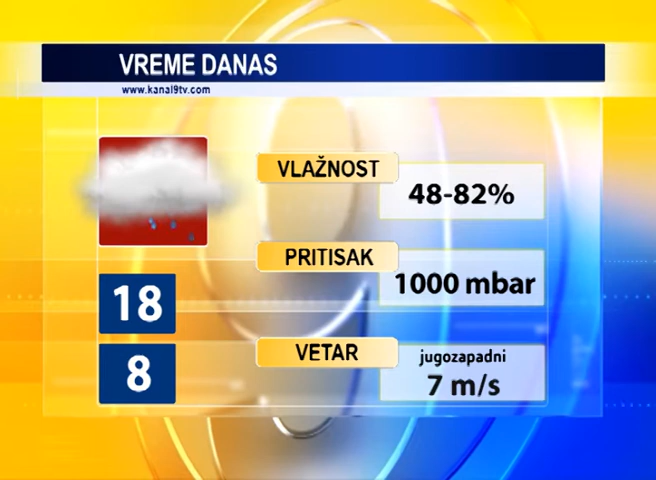 VREME DANAS
www.kanal9tv.com
VLAŽNOST
48-82%
PRITISAK
1000 mbar
18
8
VETAR
jugozapadni
7 m/s